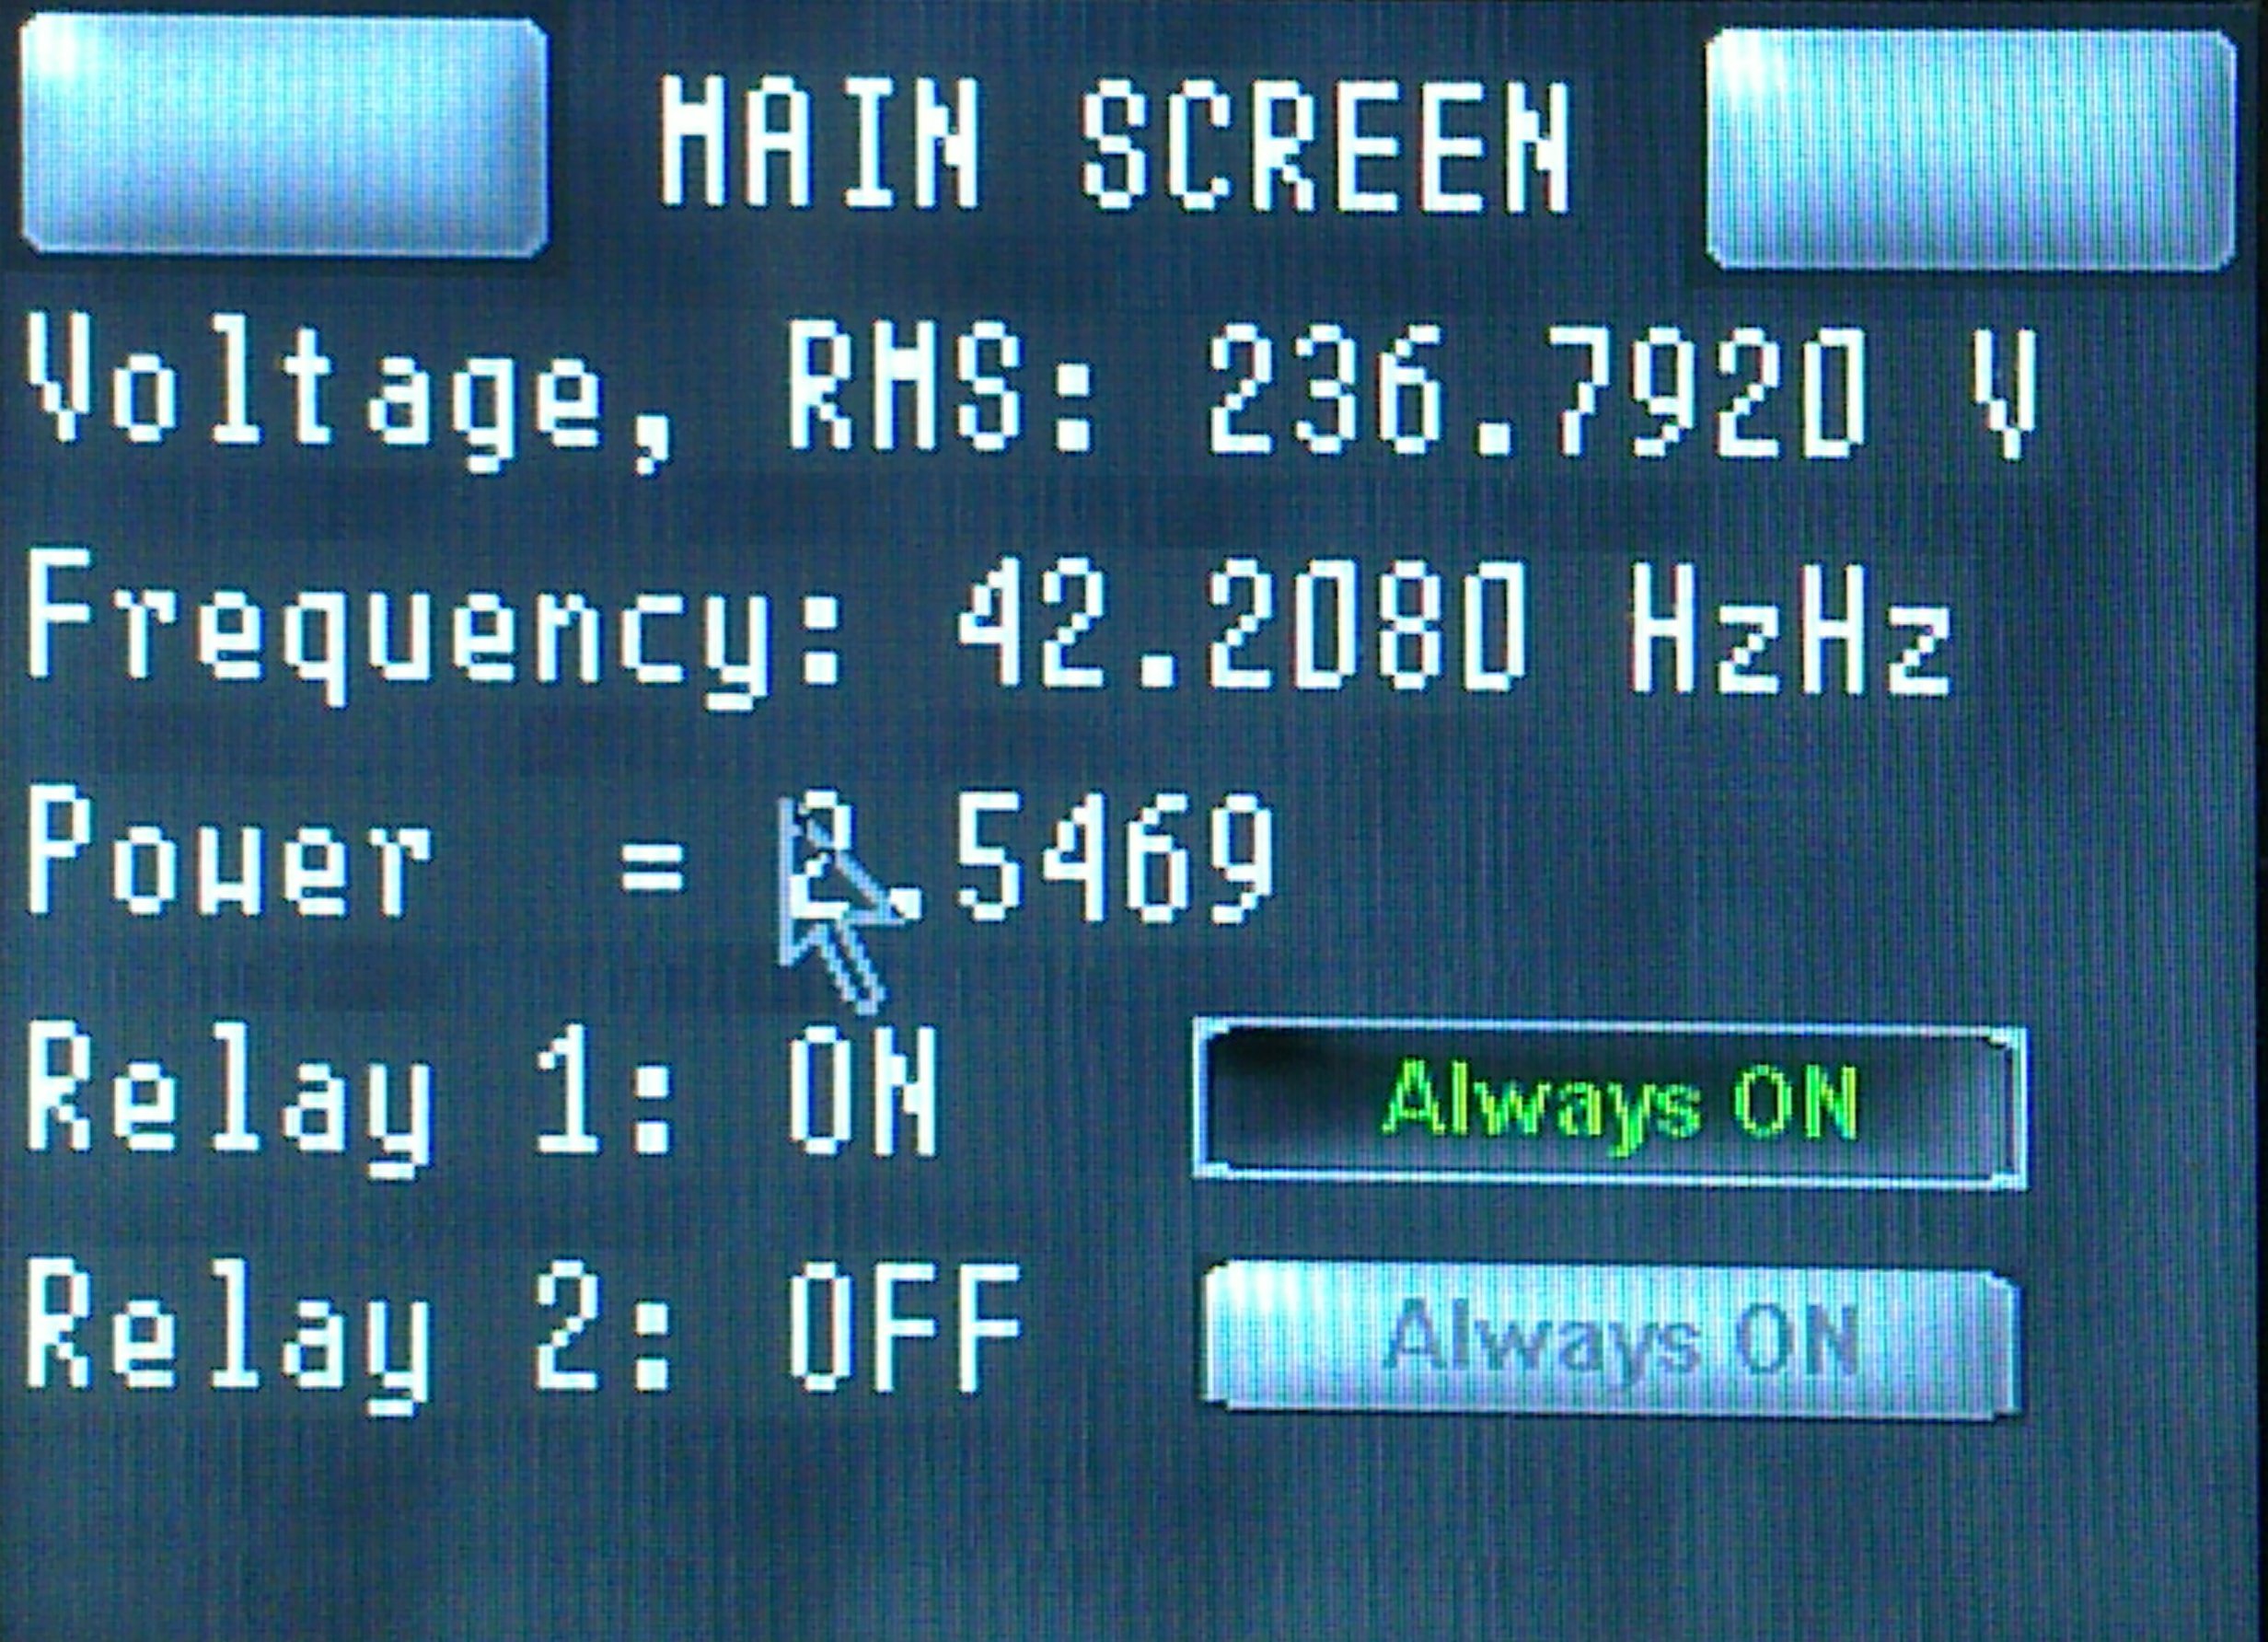 MAIN SCREEN
Voltage, RMS: 236.7920 V
Frequency: 42.2080 HzHz
Power = 2.5469
Relay 1: ON
Always ON
Relay 2: OFF
Always ON